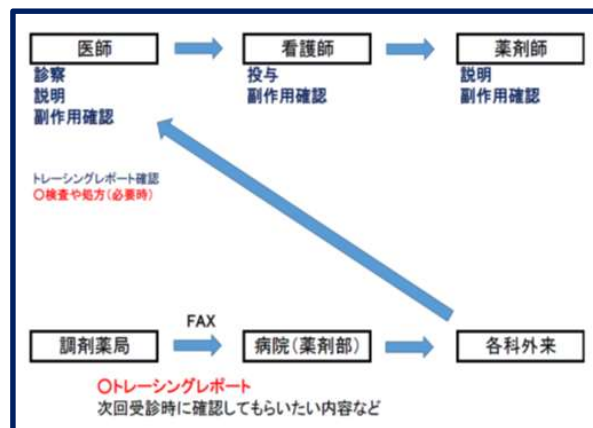 医師
看護師
薬剤師
診察
説明
副作用確認
投与
副作用確認
説明
副作用確認
トレーシングレポート確認
〇検査や処方(必要時)
FAX
調剤薬局
病院(薬剤部)
各科外来
〇トレーシングレポート
次回受診時に確認してもらいたい内容など